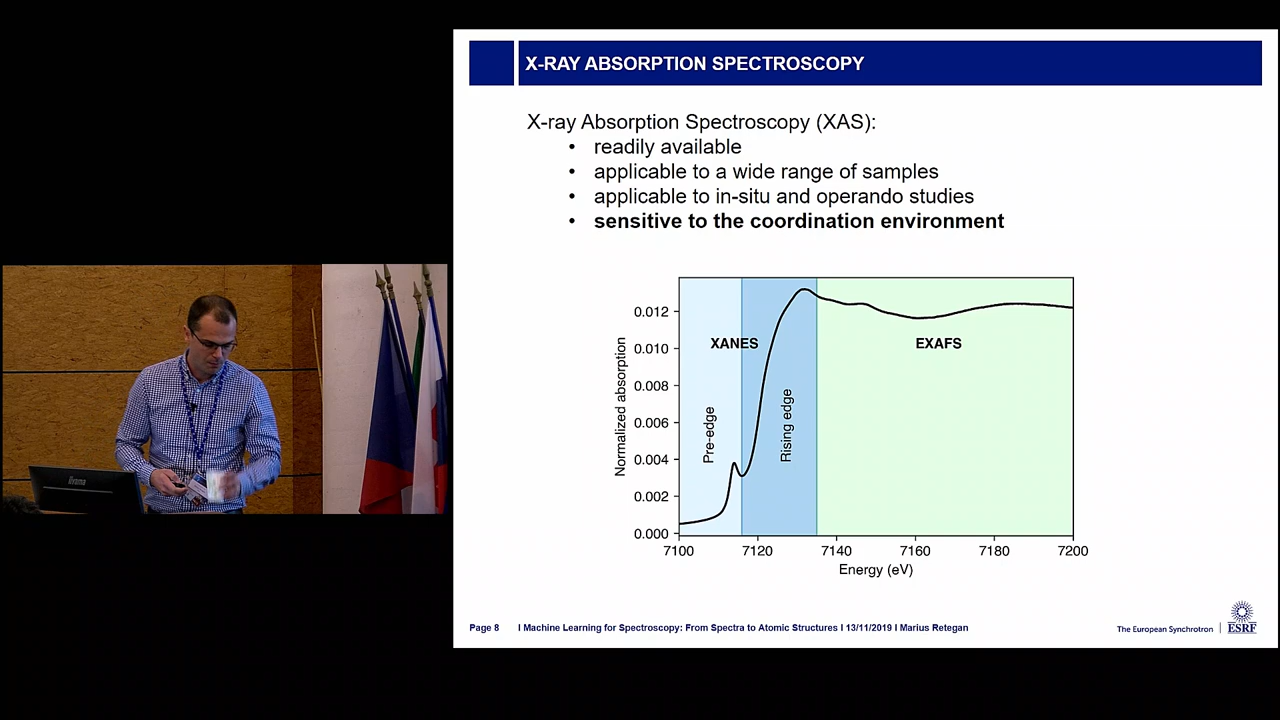 X-RAY ABSORPTION SPECTROSCOPY
X-ray Absorption Spectroscopy (XAS):
• readily available
• applicable to a wide range of samples
• applicable to in-situ and operando studies
• sensitive to the coordination environment
Normalized absorption
0.012
0.010
0.008
0.006
0.004
0.002
0.000
XANES
EXAFS
Pre-edge
Rising edge
7100 7120 7140 7160 7180 7200
Energy (eV)
iiyama
Page 8 I Machine Learning for Spectroscopy: From Spectra to Atomic Structures I 13/11/2019 I Marius Retegan
The European Synchrotron | ESRF